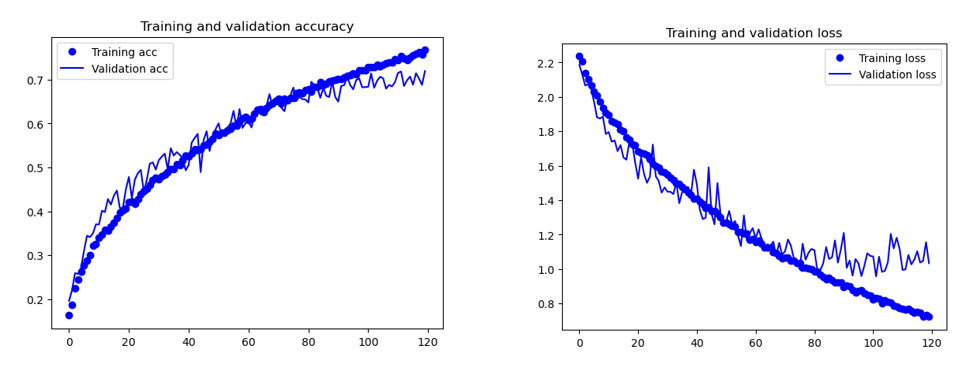 Training and validation accuracy
Training acc
Validation acc
0.7
0.6
0.5
0.4
0.3
0.2
0 20 40 60 80 100 120
Training and validation loss
Training loss
Validation loss
2.2
2.0
1.8
1.6
1.4
1.2
1.0
0.8
0 20 40 60 80 100 120